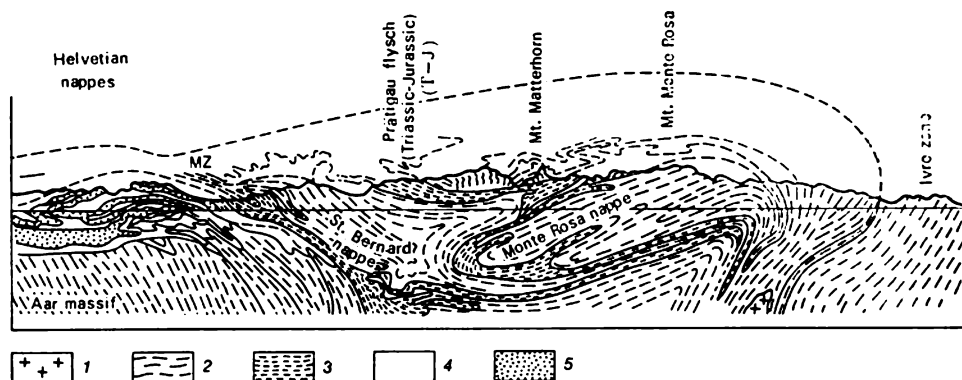 Helvetian
nappes
Prätigau flysch
(Triassic-Jurassic)
(T-J)
Mt. Matterhorn
Mt. Monte Rosa
MZ
St. Bernard
nappes
Monte Rosa nappe
Aar massif
1
2
3
4
5